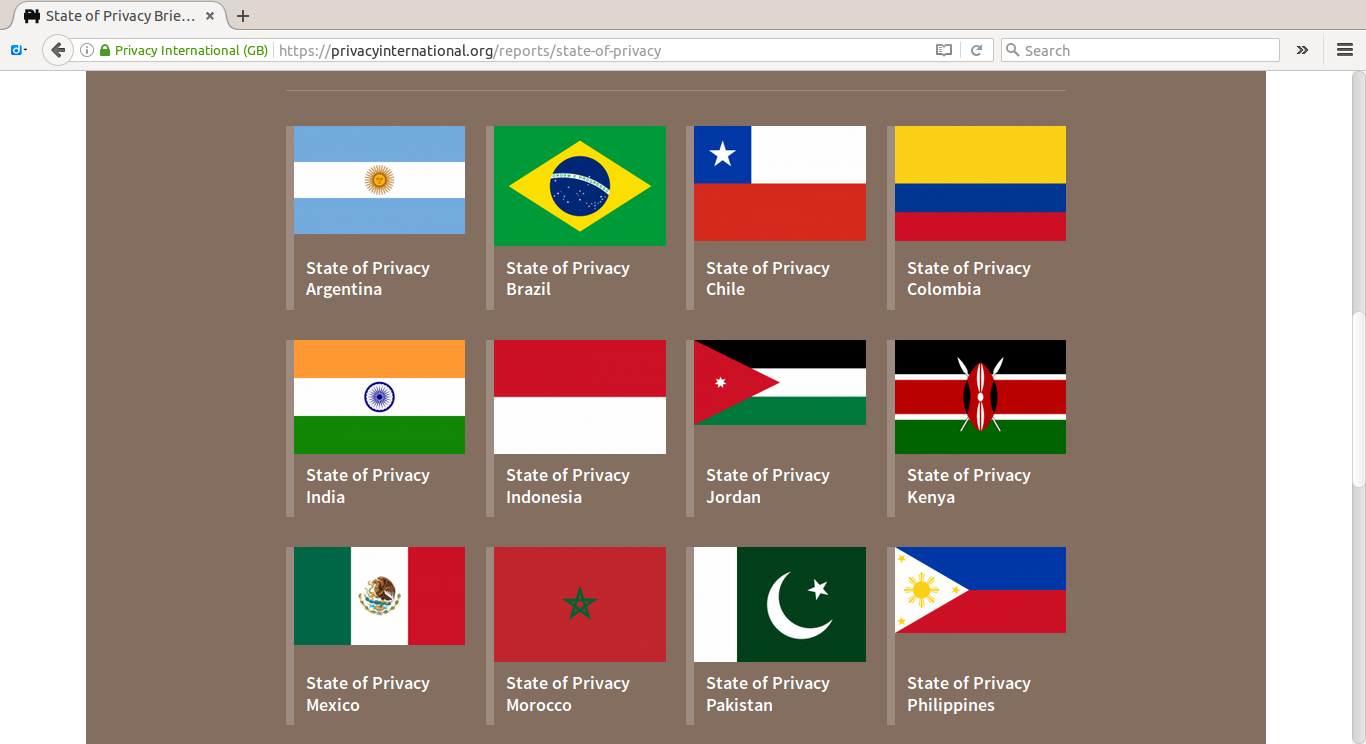 State of Privacy Brie...
Privacy International (GB)
https://privacyinternational.org/reports/state-of-privacy
Search
State of Privacy
Argentina
State of Privacy
Brazil
State of Privacy
Chile
State of Privacy
Colombia
State of Privacy
India
State of Privacy
Indonesia
State of Privacy
Jordan
State of Privacy
Kenya
State of Privacy
Mexico
State of Privacy
Morocco
State of Privacy
Pakistan
State of Privacy
Philippines